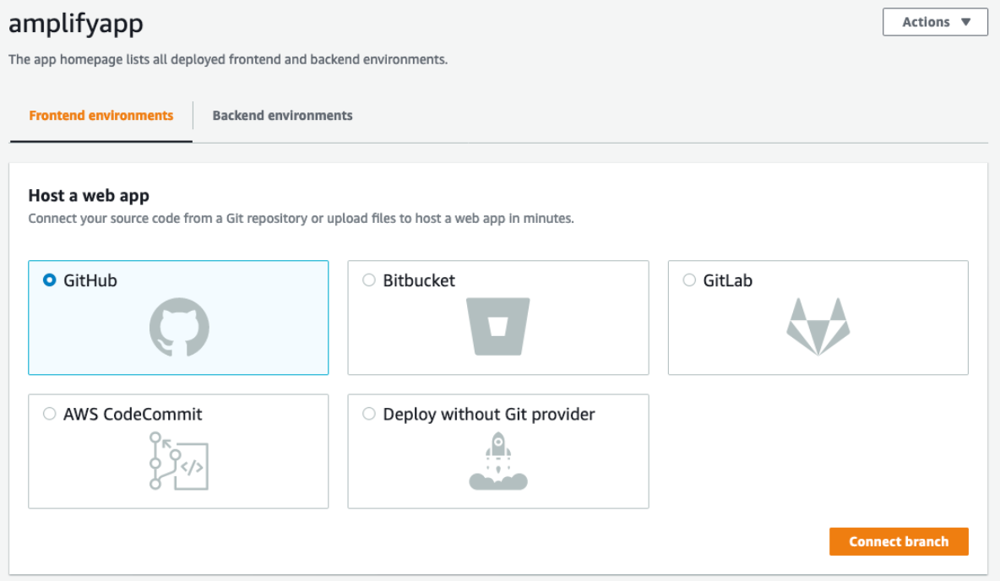 amplifyapp
Actions ▼
The app homepage lists all deployed frontend and backend environments.
Frontend environments
Backend environments
Host a web app
Connect your source code from a Git repository or upload files to host a web app in minutes.
GitHub
Bitbucket
GitLab
AWS CodeCommit
Deploy without Git provider
</>
Connect branch